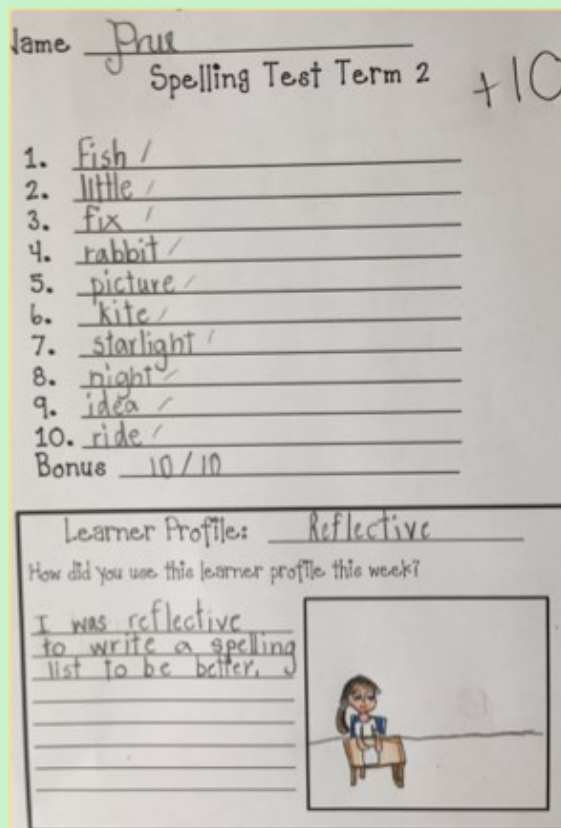 Name Prue
Spelling Test Term 2
+10
1. fish /
2. little /
3. fix /
4. rabbit /
5. picture /
6. kite /
7. starlight /
8. night /
9. idea /
10. ride /
Bonus 10/10
Learner Profile: Reflective
How did you use this learner profile this week?
I was reflective
to write a spelling
list to be better.